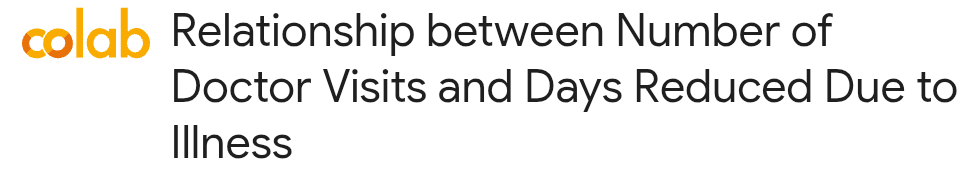 colab
Relationship between Number of
Doctor Visits and Days Reduced Due to
Illness